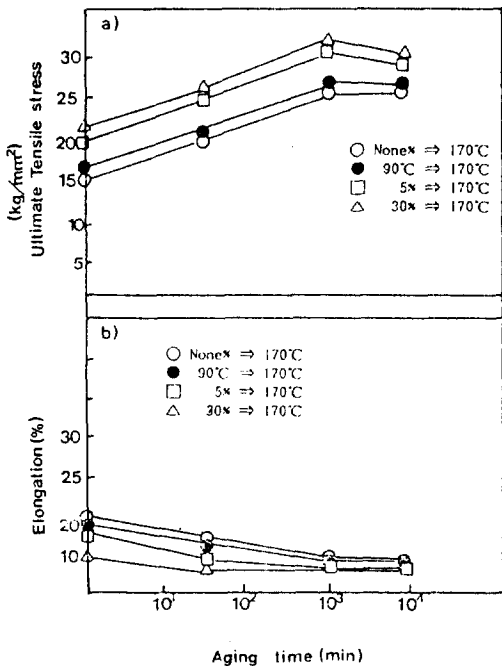 a)
30
25
20
15
10
5
Ultimate Tensile stress
(kg/mm²)
None% ⇒ 170℃
90℃ ⇒ 170℃
5% ⇒ 170℃
30% ⇒ 170℃
b)
None% ⇒ 170℃
90℃ ⇒ 170℃
5% ⇒ 170℃
30% ⇒ 170℃
30
25
20
10
Elongation (%)
10¹ 10² 10³ 10⁴
Aging time (min)